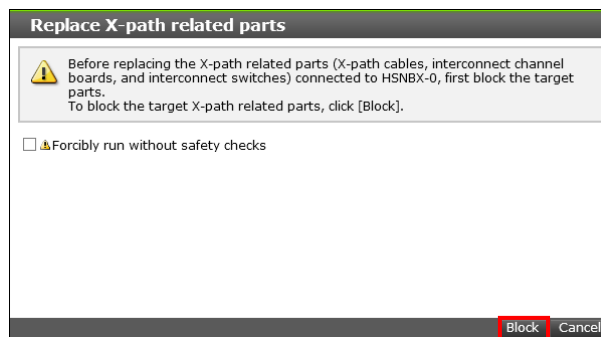 Replace X-path related parts
Before replacing the X-path related parts (X-path cables, interconnect channel
boards, and interconnect switches) connected to HSNBX-0, first block the target
parts.
To block the target X-path related parts, click [Block].
Forcibly run without safety checks
Block Cancel